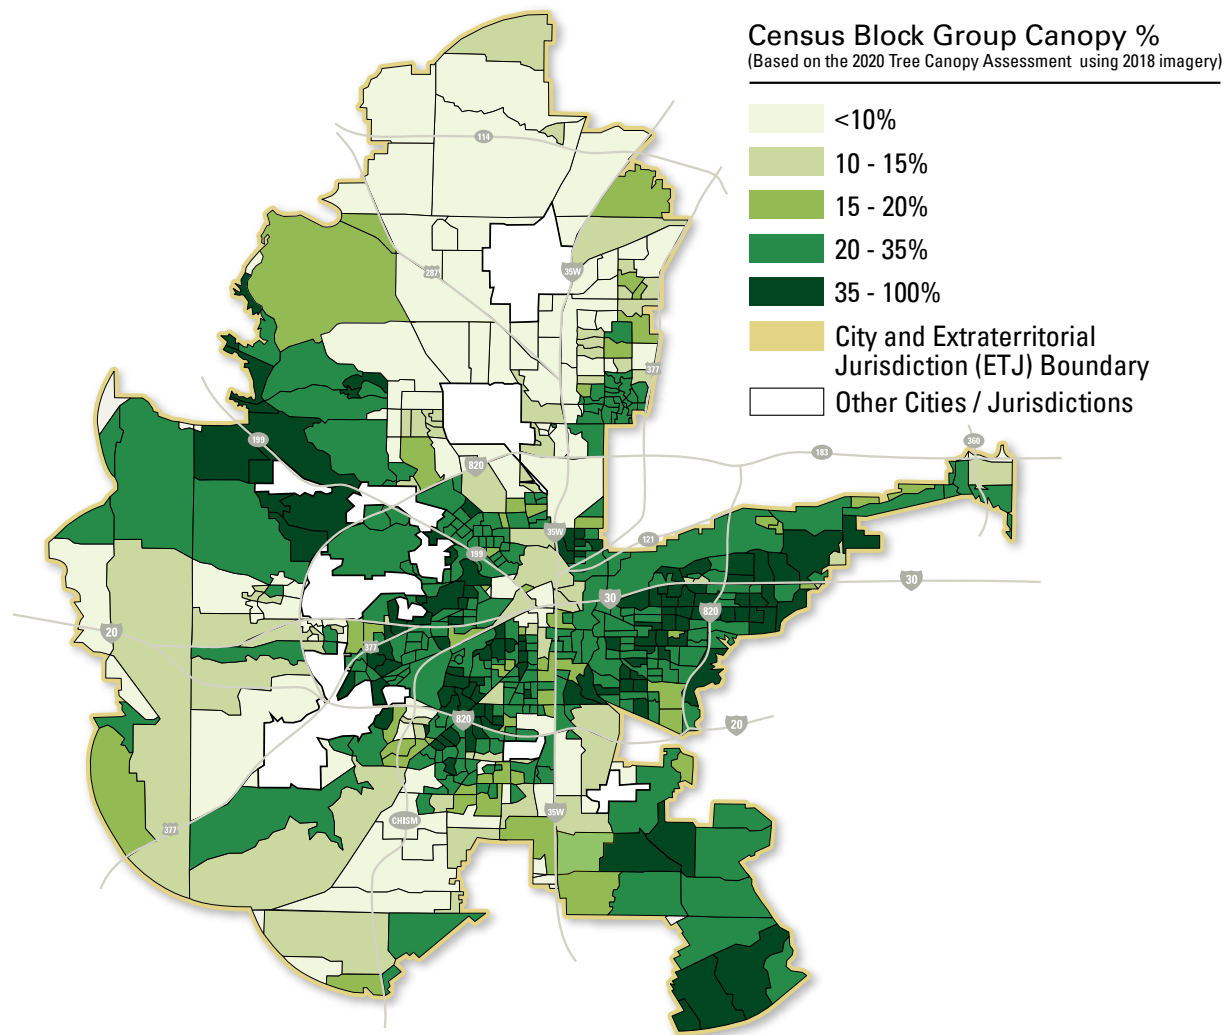 Census Block Group Canopy %
(Based on the 2020 Tree Canopy Assessment using 2018 imagery)
<10%
10 - 15%
15 - 20%
20 - 35%
35 - 100%
City and Extraterritorial
Jurisdiction (ETJ) Boundary
Other Cities / Jurisdictions
114
287
35W
377
199
820
183
360
35W
121
199
30
30
820
20
377
820
20
377
CHISM
35W